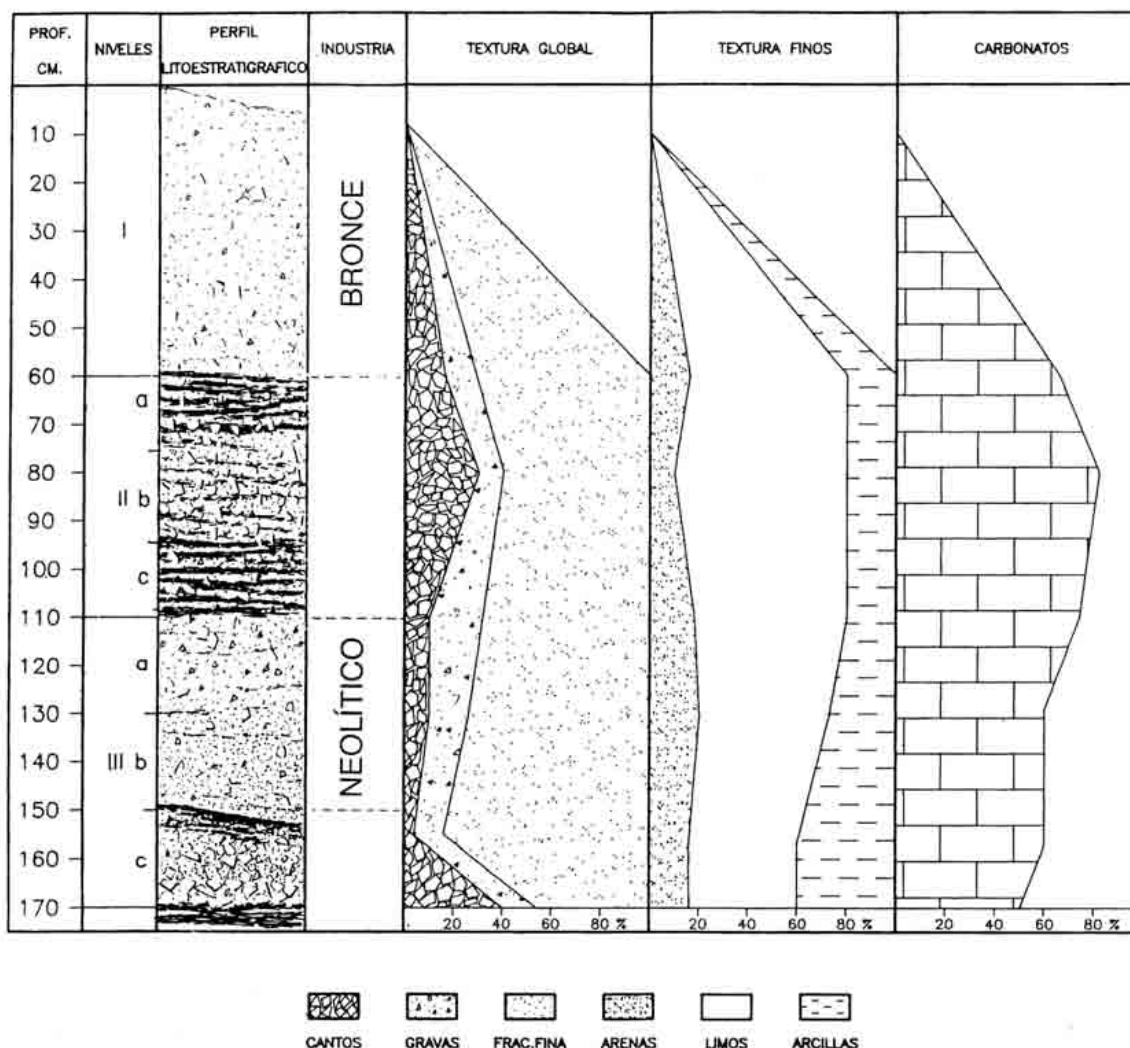 PROF.
CM.
NIVELES
PERFIL
LITOESTRATIGRAFICO
INDUSTRIA
TEXTURA GLOBAL
TEXTURA FINOS
CARBONATOS
10
20
30
40
50
60
70
80
90
100
110
120
130
140
150
160
170
I
a
II b
c
a
III b
c
BRONCE
NEOLÍTICO
20 40 60 80 %
20 40 60 80 %
20 40 60 80 %
CANTOS GRAVAS FRAC.FINA ARENAS LIMOS ARCILLAS